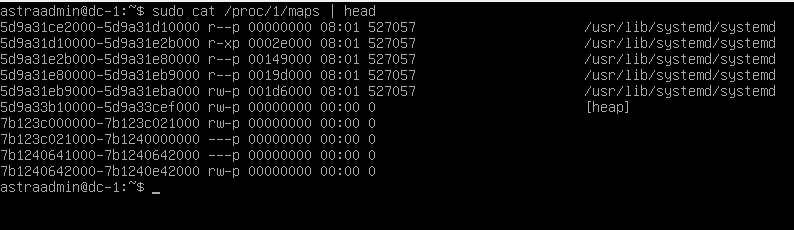 astraadmin@dc-1:~$ sudo cat /proc/1/maps | head
5d9a31ce2000-5d9a31d10000 r--p 00000000 08:01 527057 /usr/lib/systemd/systemd
5d9a31d10000-5d9a31e2b000 r-xp 0002e000 08:01 527057 /usr/lib/systemd/systemd
5d9a31e2b000-5d9a31e80000 r--p 00149000 08:01 527057 /usr/lib/systemd/systemd
5d9a31e80000-5d9a31eb9000 r--p 0019d000 08:01 527057 /usr/lib/systemd/systemd
5d9a31eb9000-5d9a31eba000 rw-p 001d6000 08:01 527057 /usr/lib/systemd/systemd
5d9a33b10000-5d9a33cef000 rw-p 00000000 00:00 0 [heap]
7b123c000000-7b123c021000 rw-p 00000000 00:00 0
7b123c021000-7b1240000000 ---p 00000000 00:00 0
7b1240641000-7b1240642000 ---p 00000000 00:00 0
7b1240642000-7b1240e42000 rw-p 00000000 00:00 0
astraadmin@dc-1:~$ _